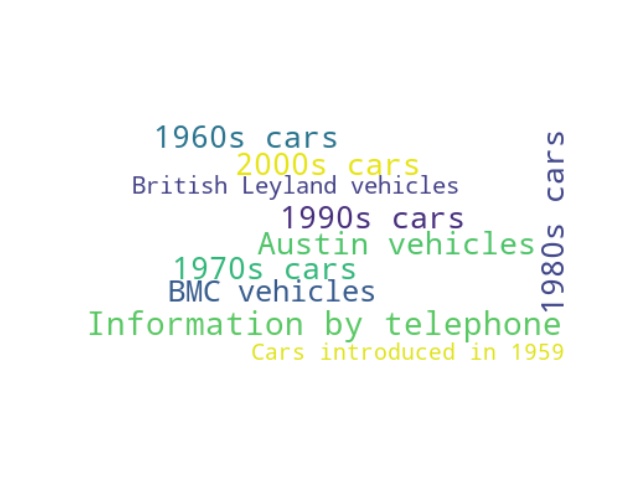 1960s cars
2000s cars
British Leyland vehicles
1990s cars
Austin vehicles
1970s cars
BMC vehicles
Information by telephone
Cars introduced in 1959
1980s cars